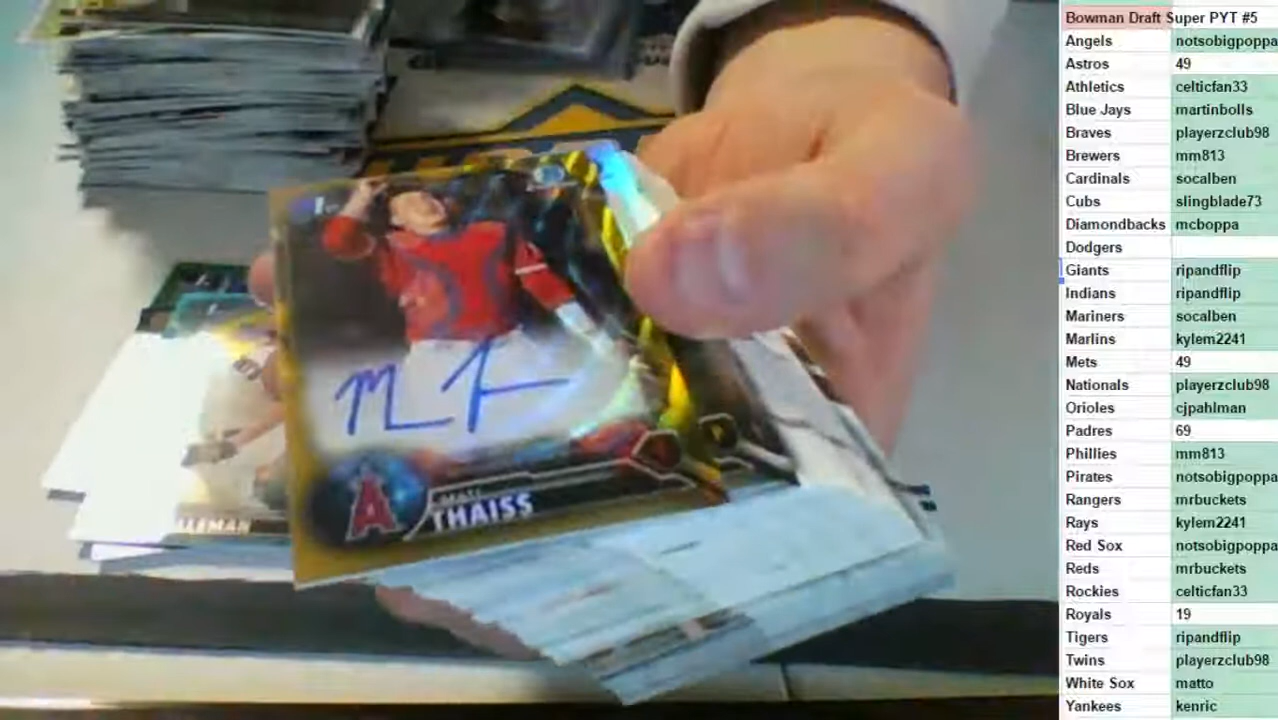 Bowman Draft Super PYT #5
Angels notsobigpoppa
Astros 49
Athletics celticfan33
Blue Jays martinbolls
Braves playerzclub98
Brewers mm813
Cardinals socalben
Cubs slingblade73
Diamondbacks mcboppa
Dodgers
Giants ripandflip
Indians ripandflip
Mariners socalben
Marlins kylem2241
Mets 49
Nationals playerzclub98
Orioles cjpahlman
Padres 69
Phillies mm813
Pirates notsobigpoppa
Rangers mrbuckets
Rays kylem2241
Red Sox notsobigpoppa
Reds mrbuckets
Rockies celticfan33
Royals 19
Tigers ripandflip
Twins playerzclub98
White Sox matto
Yankees kenric
A
MATT
THAISS